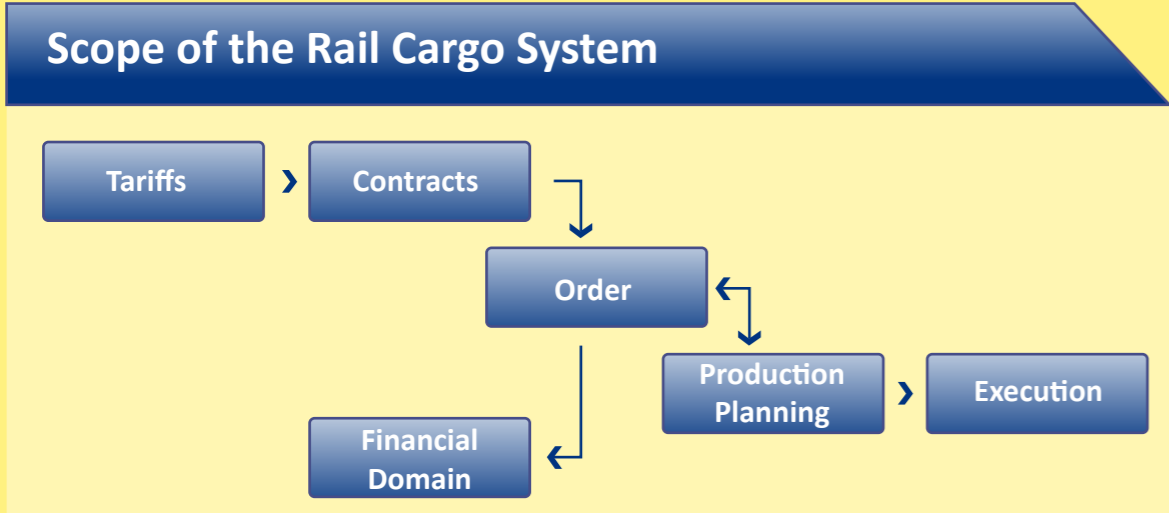 Scope of the Rail Cargo System
Tariffs
Contracts
Order
Production
Planning
Execution
Financial
Domain